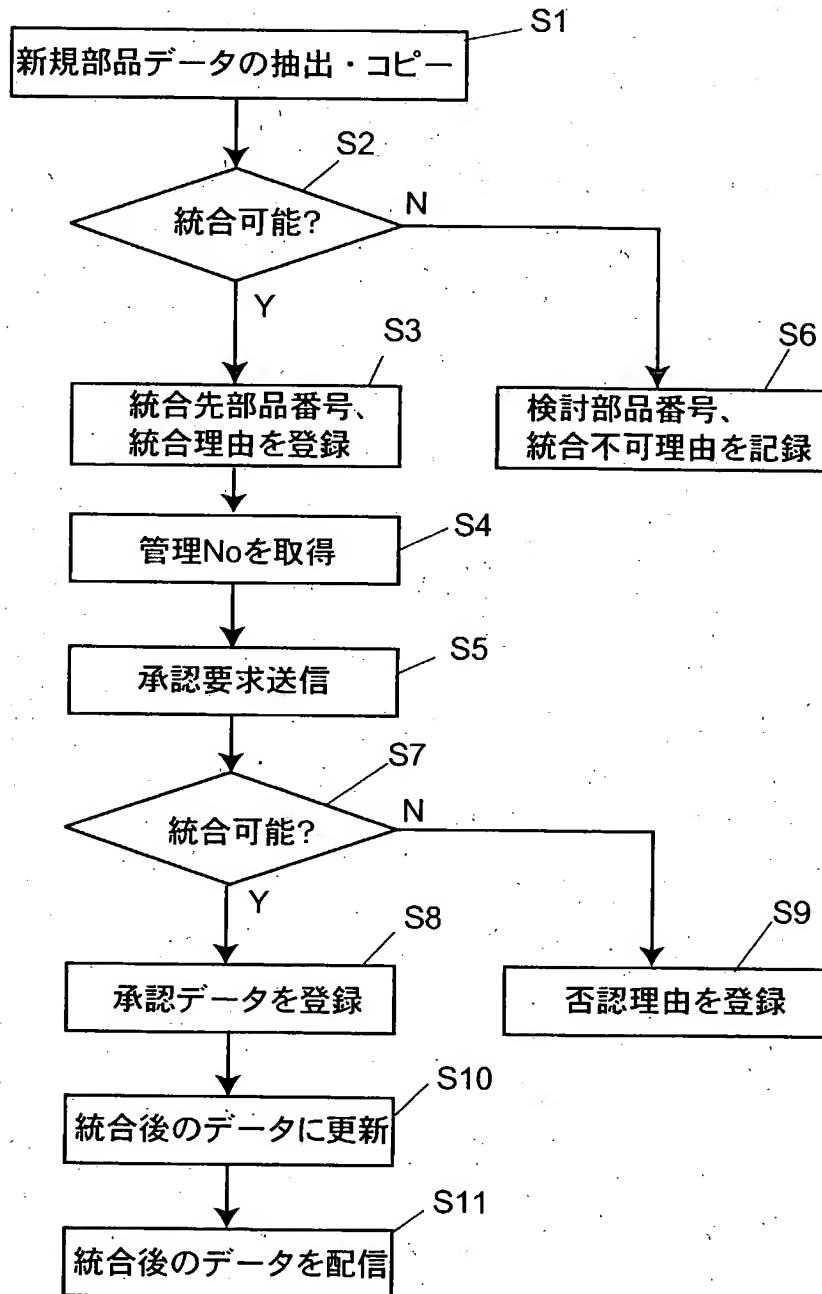 S1
新規部品データの抽出・コピー
S2
統合可能?
N
Y
S3
統合先部品番号、
統合理由を登録
S6
検討部品番号、
統合不可理由を記録
S4
管理Noを取得
S5
承認要求送信
S7
統合可能?
N
Y
S8
承認データを登録
S9
否認理由を登録
S10
統合後のデータに更新
S11
統合後のデータを配信